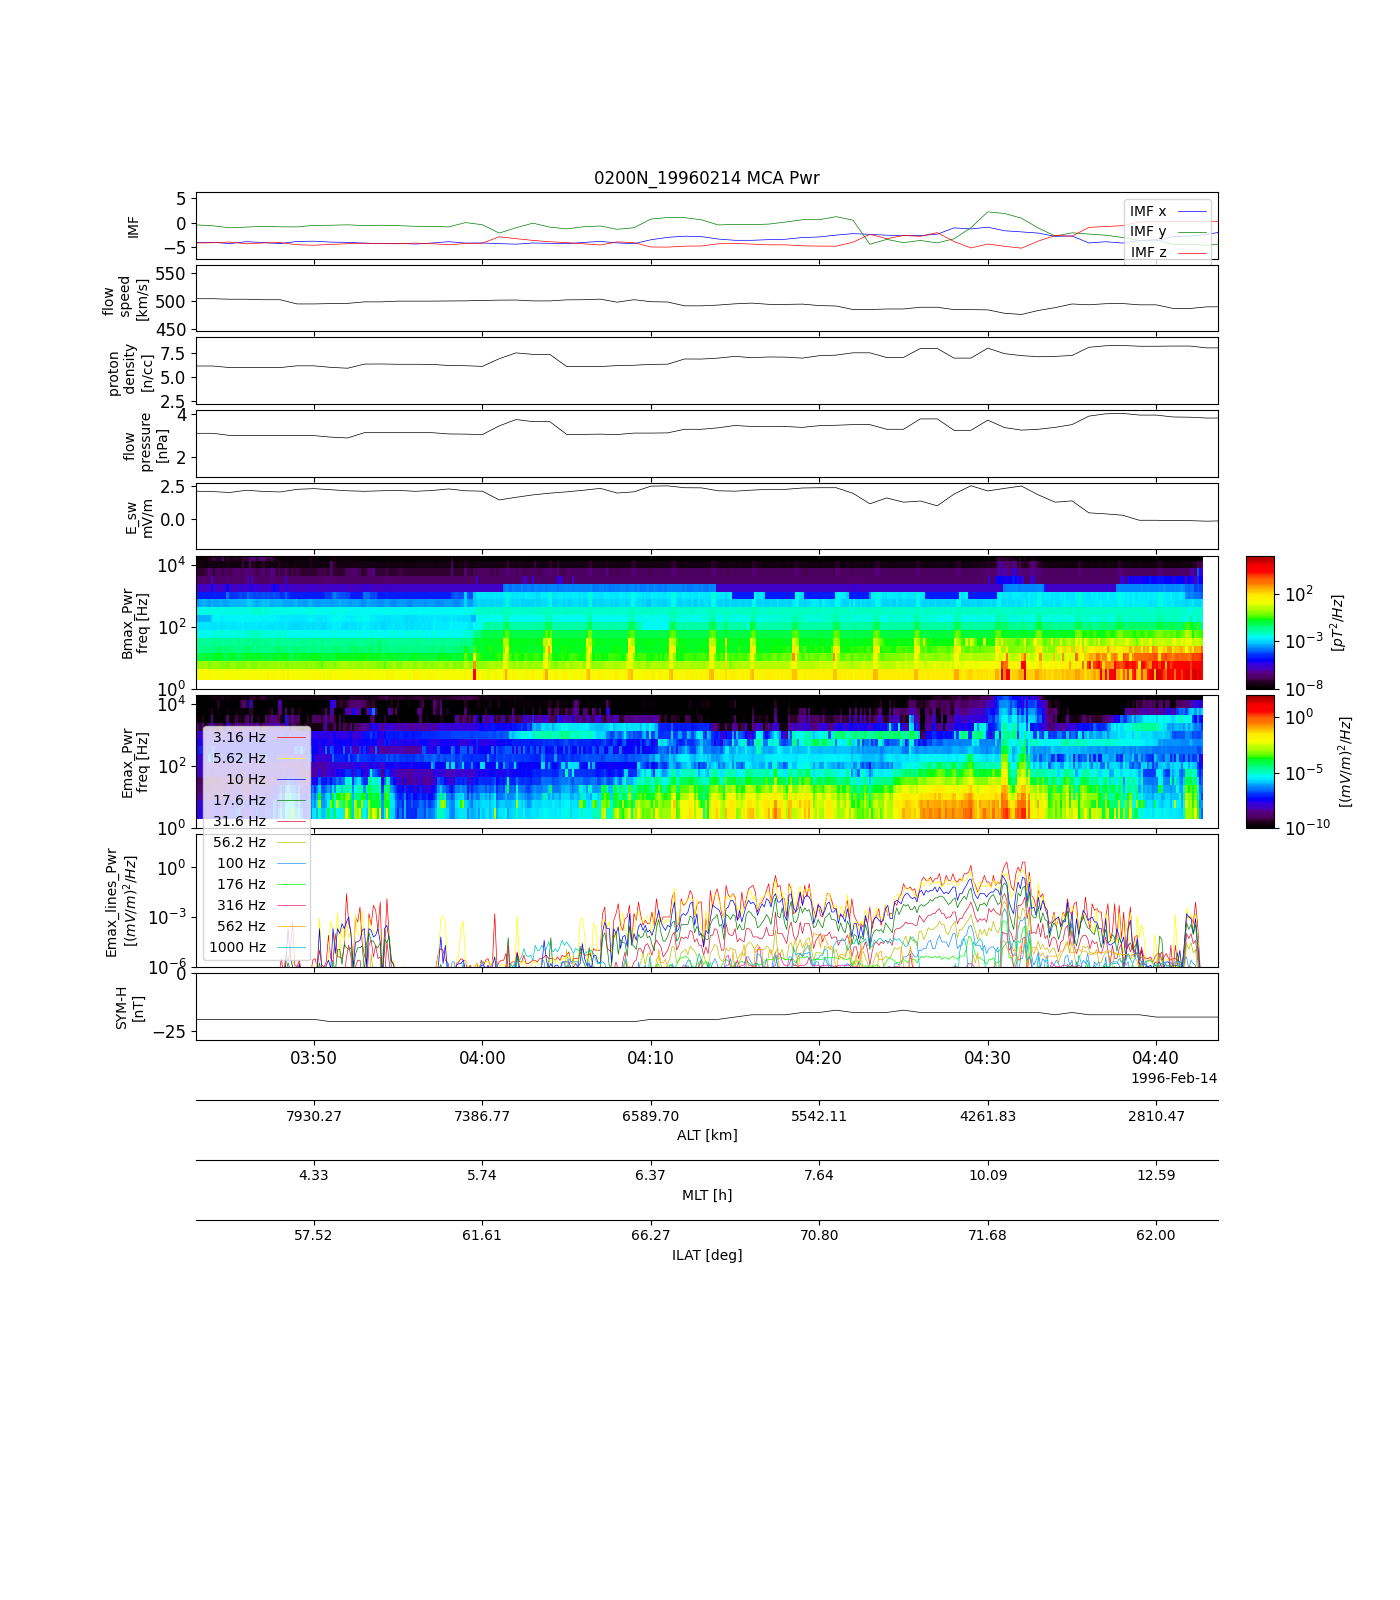 0200N_19960214 MCA Pwr
5
0
−5
IMF
IMF x
IMF y
IMF z
550
500
450
flow
speed
[km/s]
7.5
5.0
2.5
proton
density
[n/cc]
4
2
flow
pressure
[nPa]
2.5
0.0
E_sw
mV/m
10^4
10^2
10^0
Bmax_Pwr
freq [Hz]
10^2
10^−3
10^−8
[pT^2/Hz]
10^4
10^2
10^0
Emax_Pwr
freq [Hz]
10^0
10^−5
10^−10
[(mV/m)^2/Hz]
3.16 Hz
5.62 Hz
10 Hz
17.6 Hz
31.6 Hz
56.2 Hz
100 Hz
176 Hz
316 Hz
562 Hz
1000 Hz
10^0
10^−3
10^−6
Emax_lines_Pwr
[(mV/m)^2/Hz]
0
−25
SYM-H
[nT]
03:50 04:00 04:10 04:20 04:30 04:40
1996-Feb-14
7930.27 7386.77 6589.70 5542.11 4261.83 2810.47
ALT [km]
4.33 5.74 6.37 7.64 10.09 12.59
MLT [h]
57.52 61.61 66.27 70.80 71.68 62.00
ILAT [deg]